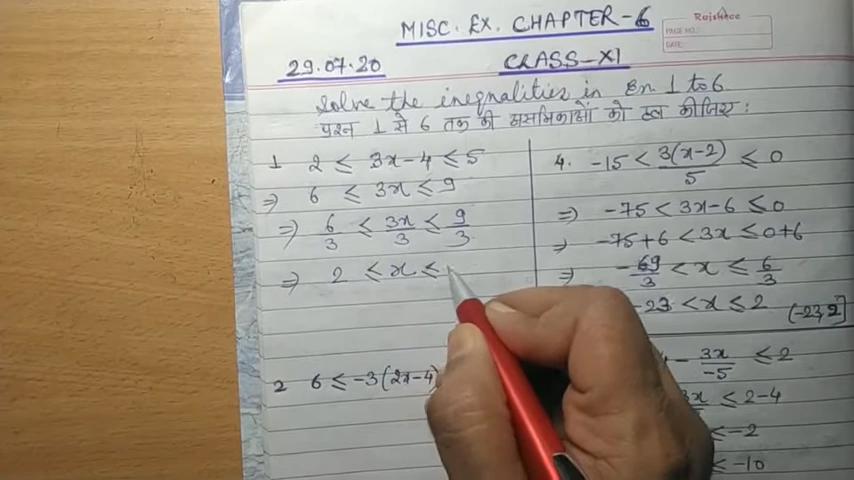 MISC. EX. CHAPTER-6
Rajshree
PAGE NO.:
DATE:
29.07.20
CLASS-XI
Solve the inequalities in Ex. 1 to 6
प्रश्न 1 से 6 तक की असमिकाओं को हल कीजिए:
1 2 ≤ 3x-4 ≤ 5
⇒ 6 ≤ 3x ≤ 9
⇒ 6/3 ≤ 3x/3 ≤ 9/3
⇒ 2 ≤ x ≤
2 6 ≤ -3(2x-4)
4. -15 < 3(x-2)/5 ≤ 0
⇒ -75 < 3x-6 ≤ 0
⇒ -75+6 < 3x ≤ 0+6
⇒ -69/3 < x ≤ 6/3
-23 < x ≤ 2 (-23,2]
- 3x/-5 ≤ 2
≤ 2-4
≤ -2
≤ -10